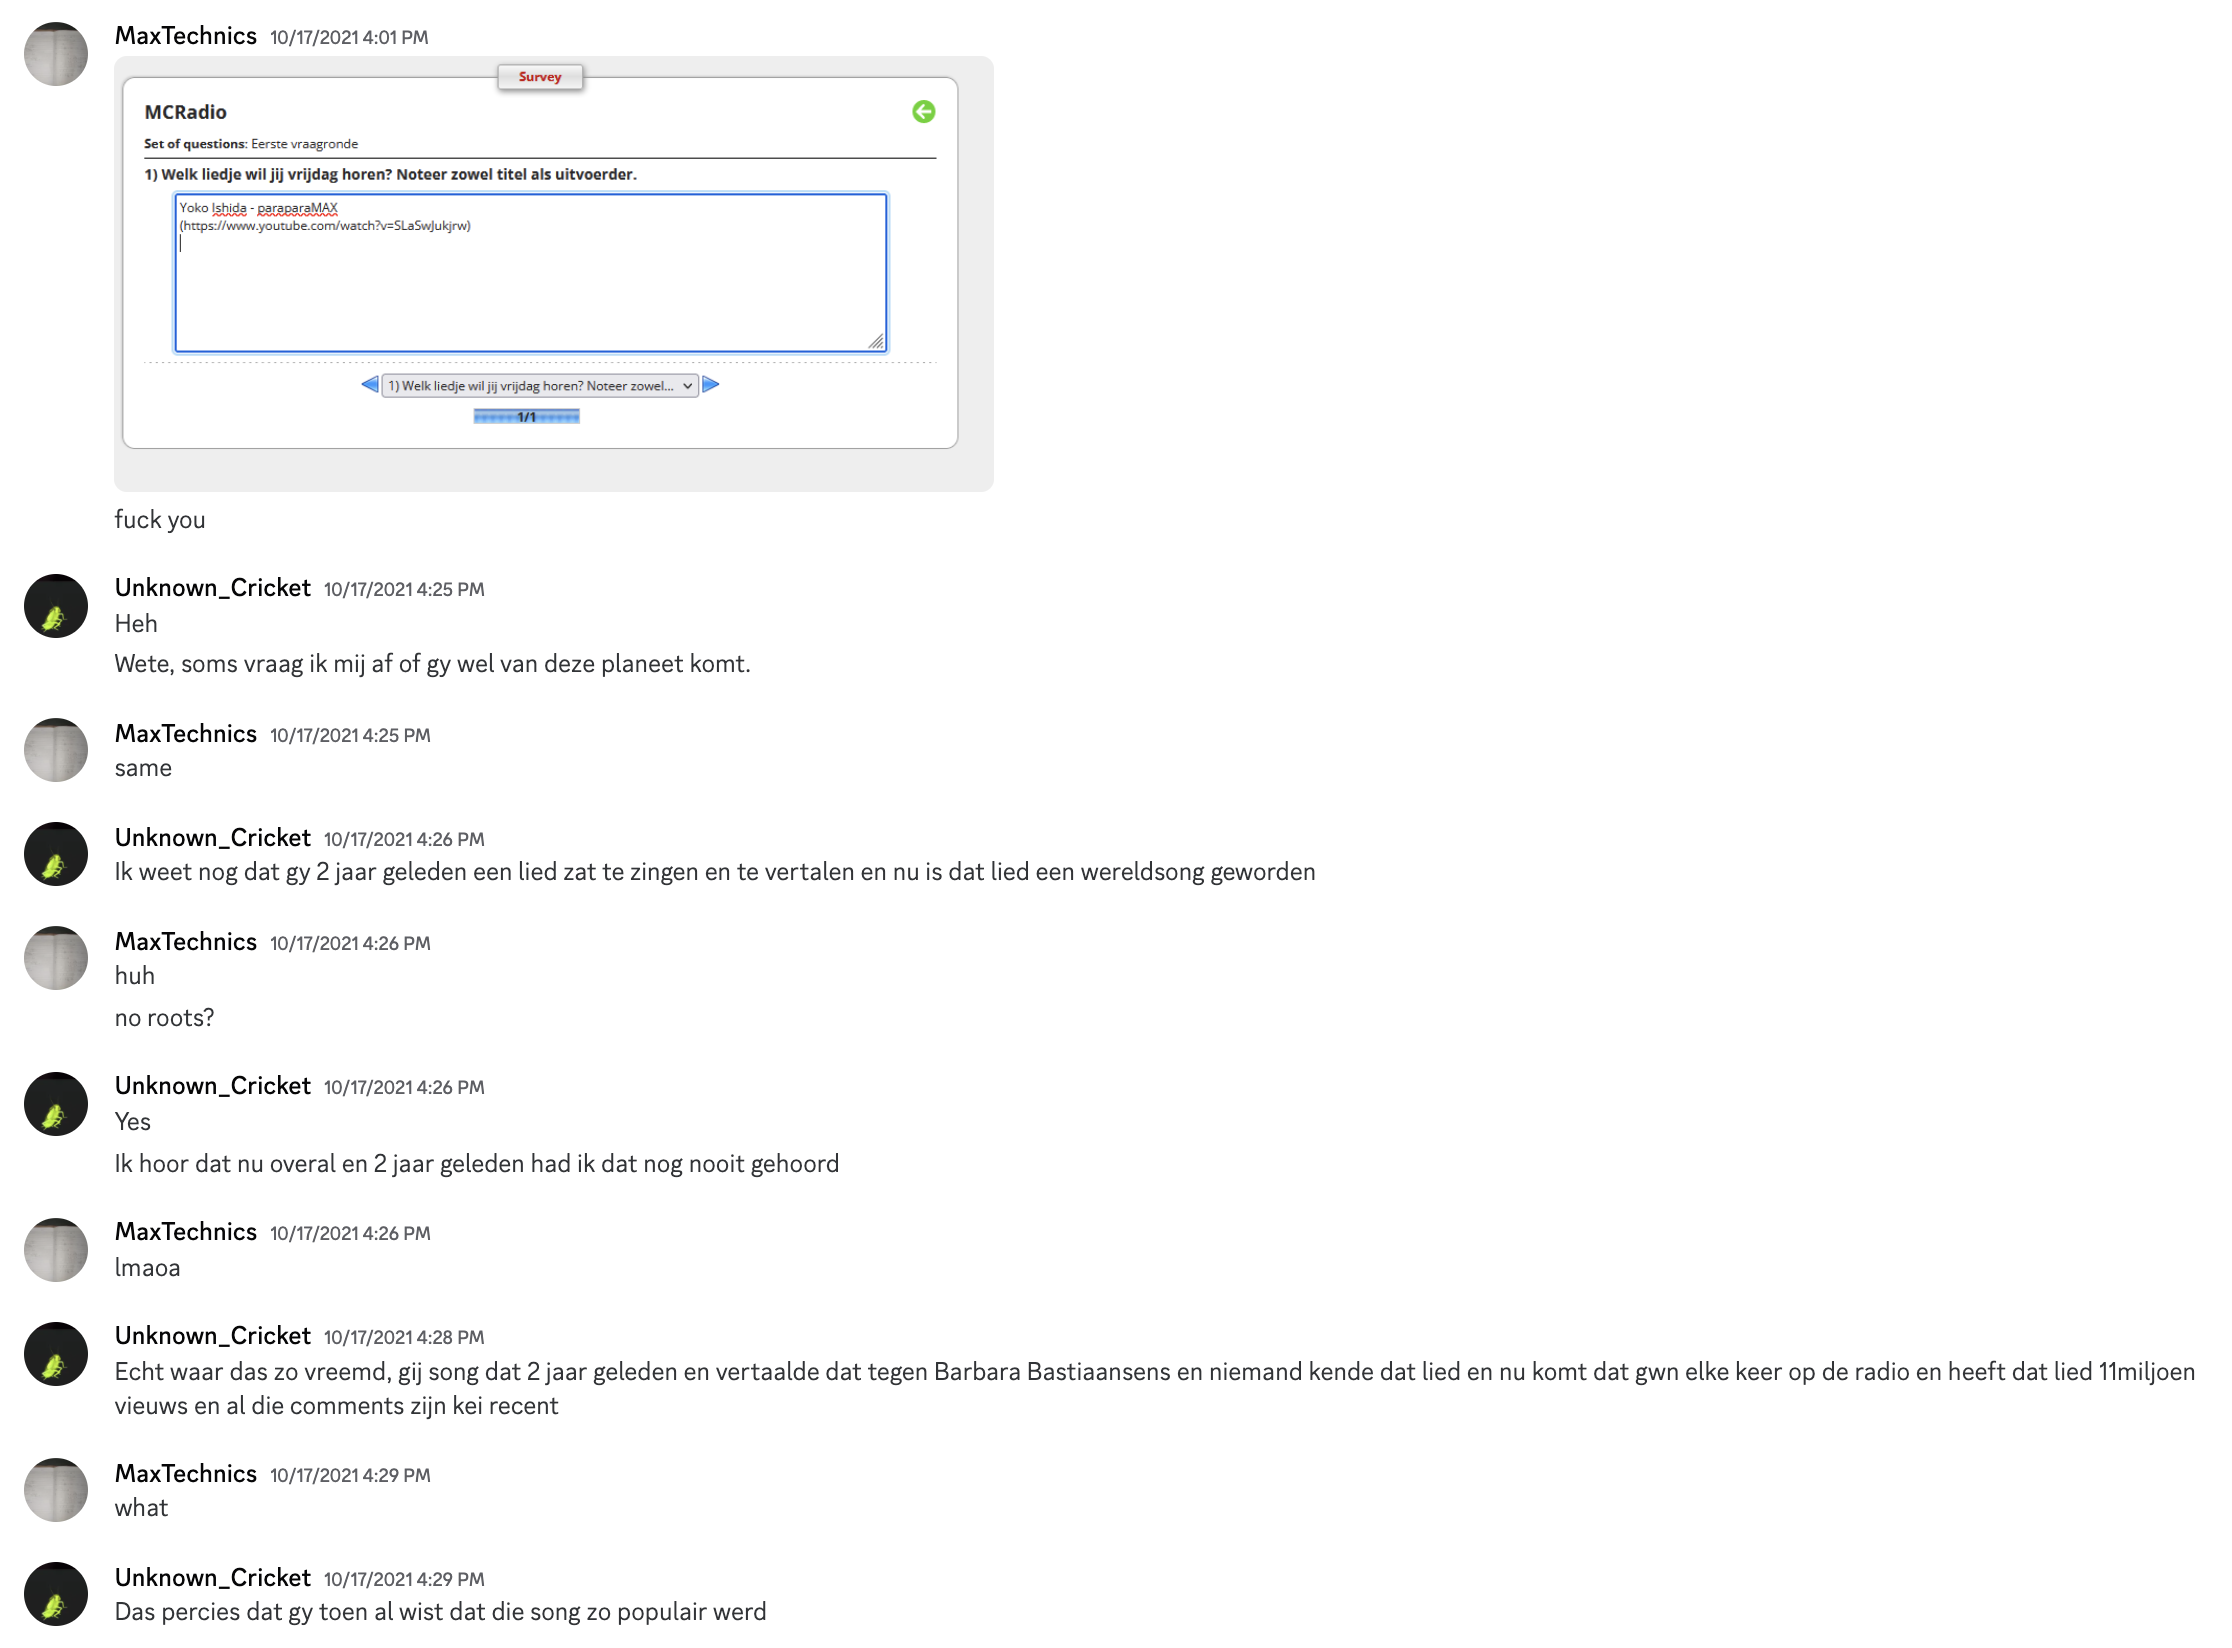 MaxTechnics 10/17/2021 4:01 PM
Survey
MCRadio
Set of questions: Eerste vraagronde
1) Welk liedje wil jij vrijdag horen? Noteer zowel titel als uitvoerder.
Yoko Ishida - paraparaMAX
(https://www.youtube.com/watch?v=SLaSwJukjrw)
1) Welk liedje wil jij vrijdag horen? Noteer zowel...
1/1
fuck you
Unknown_Cricket 10/17/2021 4:25 PM
Heh
Wete, soms vraag ik mij af of gy wel van deze planeet komt.
MaxTechnics 10/17/2021 4:25 PM
same
Unknown_Cricket 10/17/2021 4:26 PM
Ik weet nog dat gy 2 jaar geleden een lied zat te zingen en te vertalen en nu is dat lied een wereldsong geworden
MaxTechnics 10/17/2021 4:26 PM
huh
no roots?
Unknown_Cricket 10/17/2021 4:26 PM
Yes
Ik hoor dat nu overal en 2 jaar geleden had ik dat nog nooit gehoord
MaxTechnics 10/17/2021 4:26 PM
lmaoa
Unknown_Cricket 10/17/2021 4:28 PM
Echt waar das zo vreemd, gij song dat 2 jaar geleden en vertaalde dat tegen Barbara Bastiaansens en niemand kende dat lied en nu komt dat gwn elke keer op de radio en heeft dat lied 11miljoen
vieuws en al die comments zijn kei recent
MaxTechnics 10/17/2021 4:29 PM
what
Unknown_Cricket 10/17/2021 4:29 PM
Das percies dat gy toen al wist dat die song zo populair werd